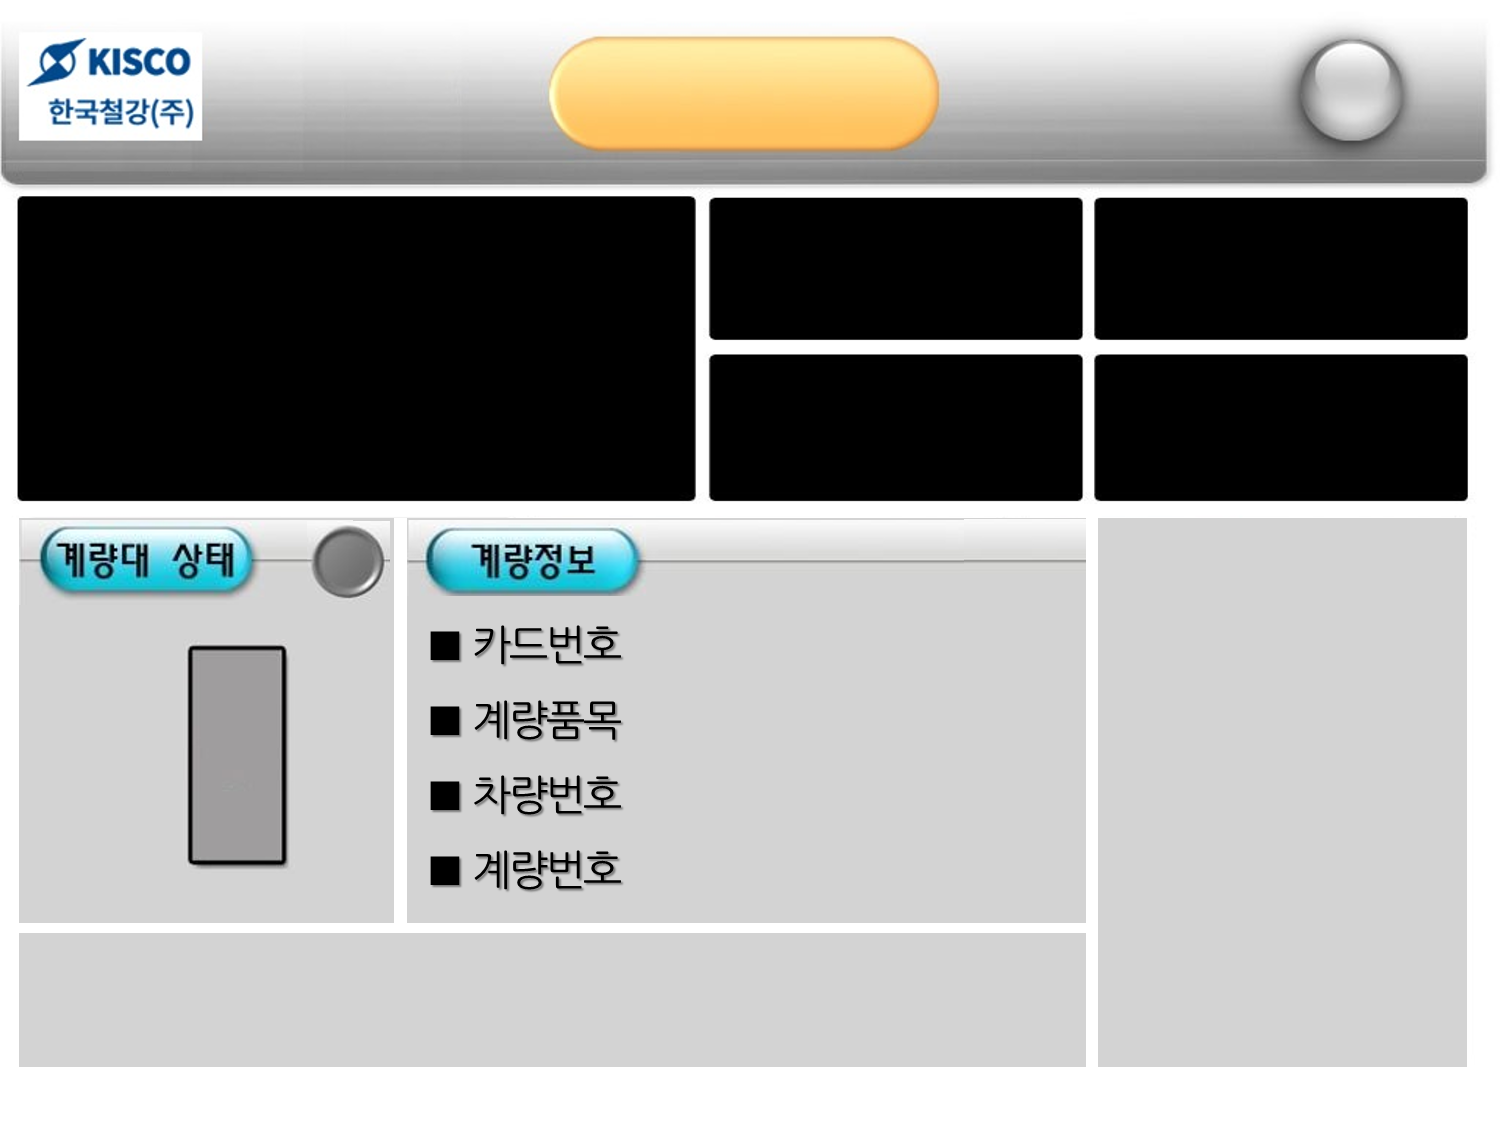 KISCO
한국철강(주)
계량대 상태
계량정보
■ 카드번호
■ 계량품목
■ 차량번호
■ 계량번호